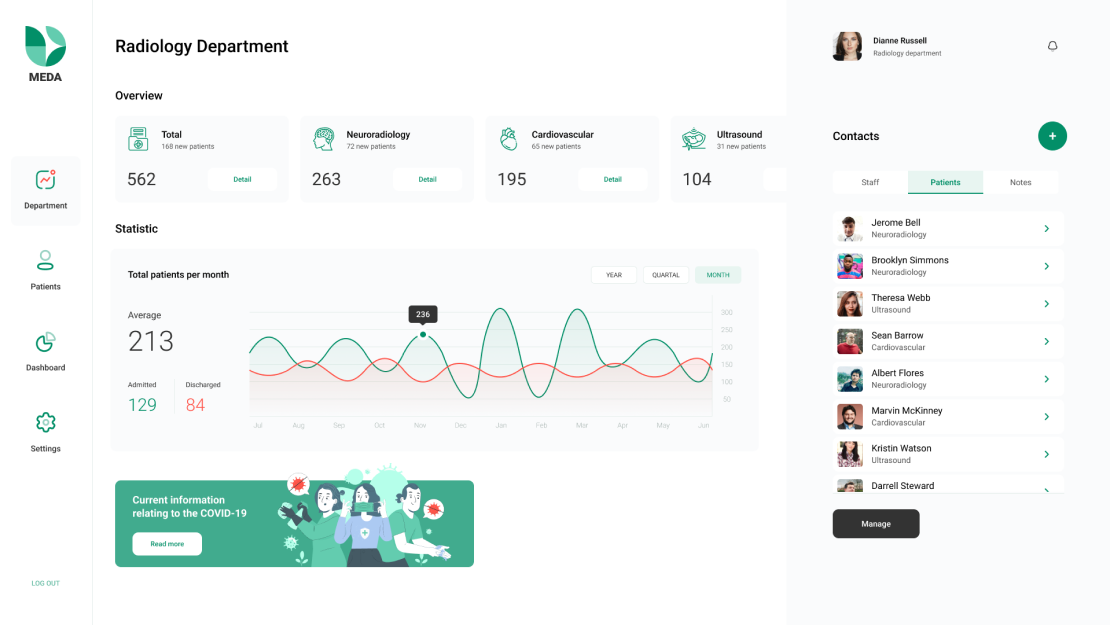 MEDA
Department
Patients
Dashboard
Settings
LOG OUT
Radiology Department
Overview
Total
168 new patients
562
Detail
Neuroradiology
72 new patients
263
Detail
Cardiovascular
65 new patients
195
Detail
Ultrasound
31 new patients
104
Statistic
Total patients per month
YEAR
QUARTAL
MONTH
Average
213
Admitted
129
Discharged
84
236
300
250
200
150
100
50
Jul
Aug
Sep
Oct
Nov
Dec
Jan
Feb
Mar
Apr
May
Jun
Current information
relating to the COVID-19
Read more
Dianne Russell
Radiology department
Contacts
+
Staff
Patients
Notes
Jerome Bell
Neuroradiology
Brooklyn Simmons
Neuroradiology
Theresa Webb
Ultrasound
Sean Barrow
Cardiovascular
Albert Flores
Neuroradiology
Marvin McKinney
Cardiovascular
Kristin Watson
Ultrasound
Darrell Steward
Manage